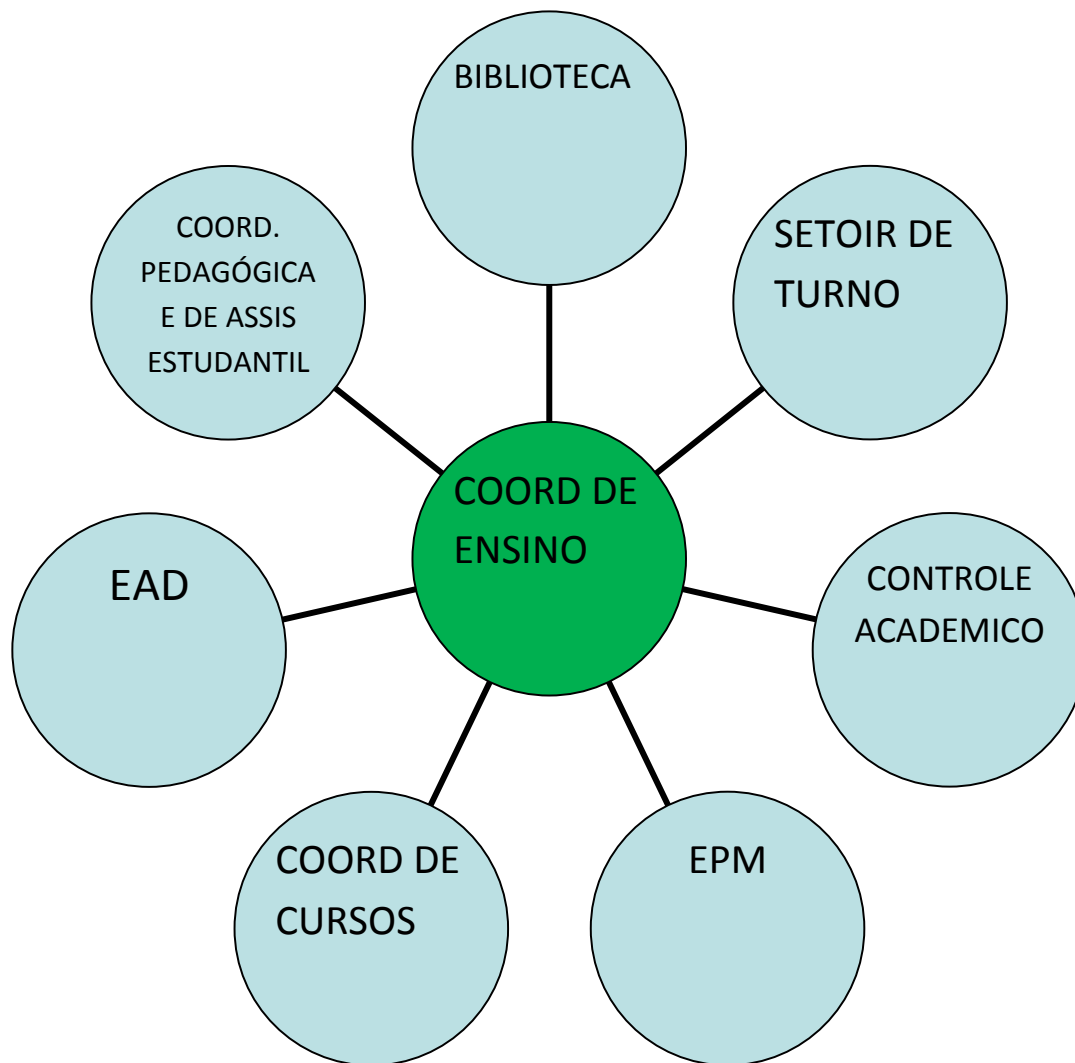 BIBLIOTECA
SETOIR DE
TURNO
COORD.
PEDAGÓGICA
E DE ASSIS
ESTUDANTIL
COORD DE
ENSINO
EAD
CONTROLE
ACADEMICO
COORD DE
CURSOS
EPM